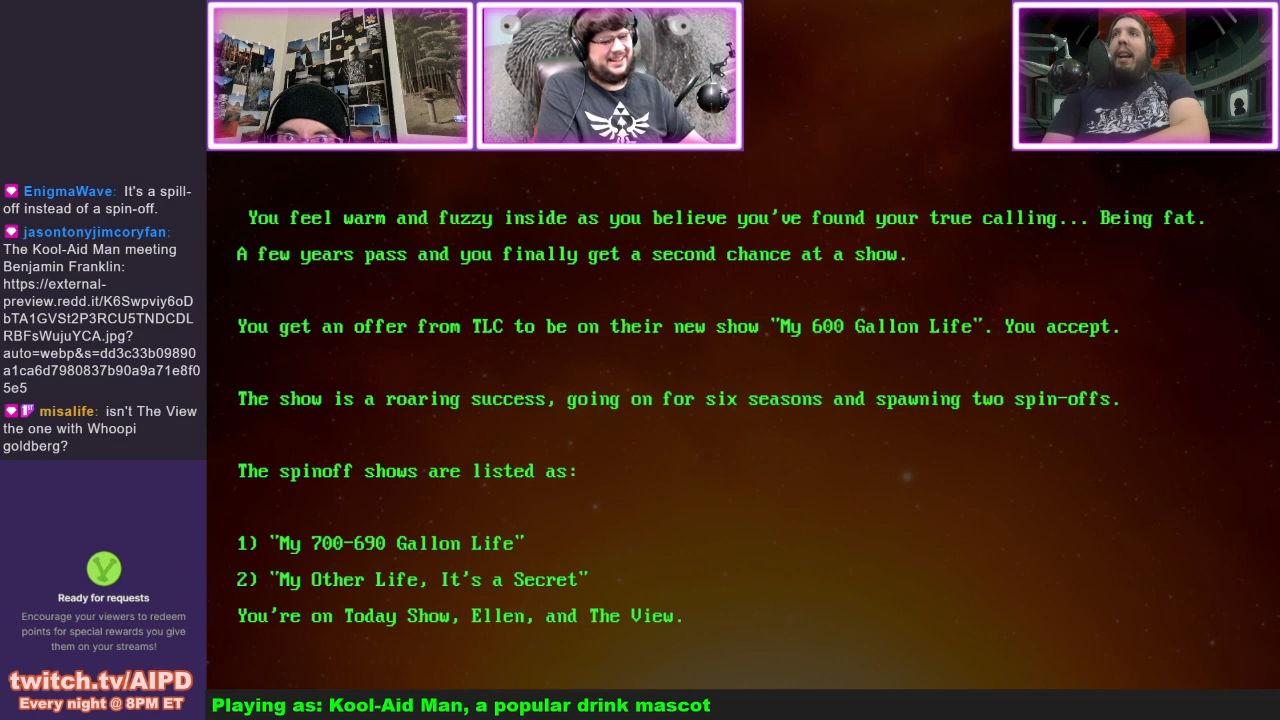 EnigmaWave: It's a spill-
off instead of a spin-off.
jasontonyjimcoryfan:
The Kool-Aid Man meeting
Benjamin Franklin:
https://external-
preview.redd.it/K6Swpviy6oD
bTA1GVSt2P3RCU5TNDCDL
RBFsWujuYCA.jpg?
auto=webp&s=dd3c33b09890
a1ca6d7980837b90a9a71e8f0
5e5
misalife: isn't The View
the one with Whoopi
goldberg?
Ready for requests
Encourage your viewers to redeem
points for special rewards you give
them on your streams!
twitch.tv/AIPD
Every night @ 8PM ET
You feel warm and fuzzy inside as you believe you've found your true calling... Being fat.
A few years pass and you finally get a second chance at a show.
You get an offer from TLC to be on their new show "My 600 Gallon Life". You accept.
The show is a roaring success, going on for six seasons and spawning two spin-offs.
The spinoff shows are listed as:
1) "My 700-690 Gallon Life"
2) "My Other Life, It's a Secret"
You're on Today Show, Ellen, and The View.
Playing as: Kool-Aid Man, a popular drink mascot